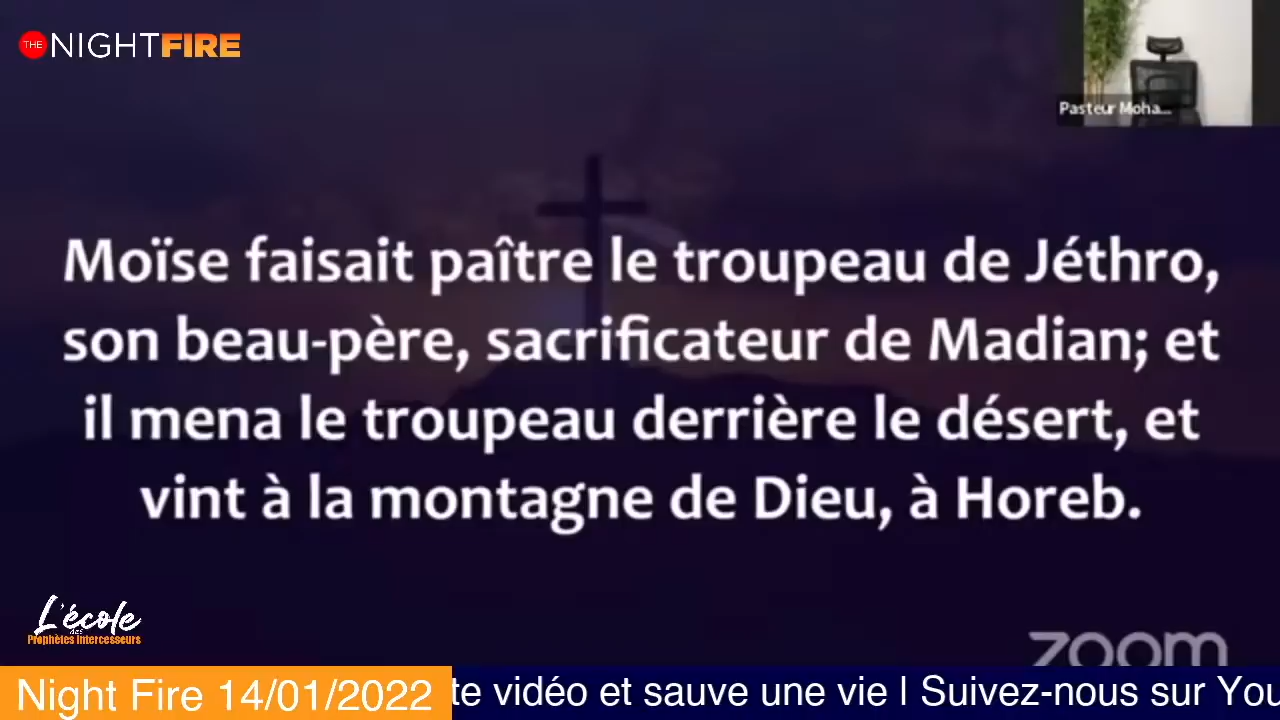 THE NIGHTFIRE
Pasteur Moha...
Moïse faisait paître le troupeau de Jéthro,
son beau-père, sacrificateur de Madian; et
il mena le troupeau derrière le désert, et
vint à la montagne de Dieu, à Horeb.
L'école
des
Prophètes intercesseurs
zoom
Night Fire 14/01/2022
te vidéo et sauve une vie l Suivez-nous sur You